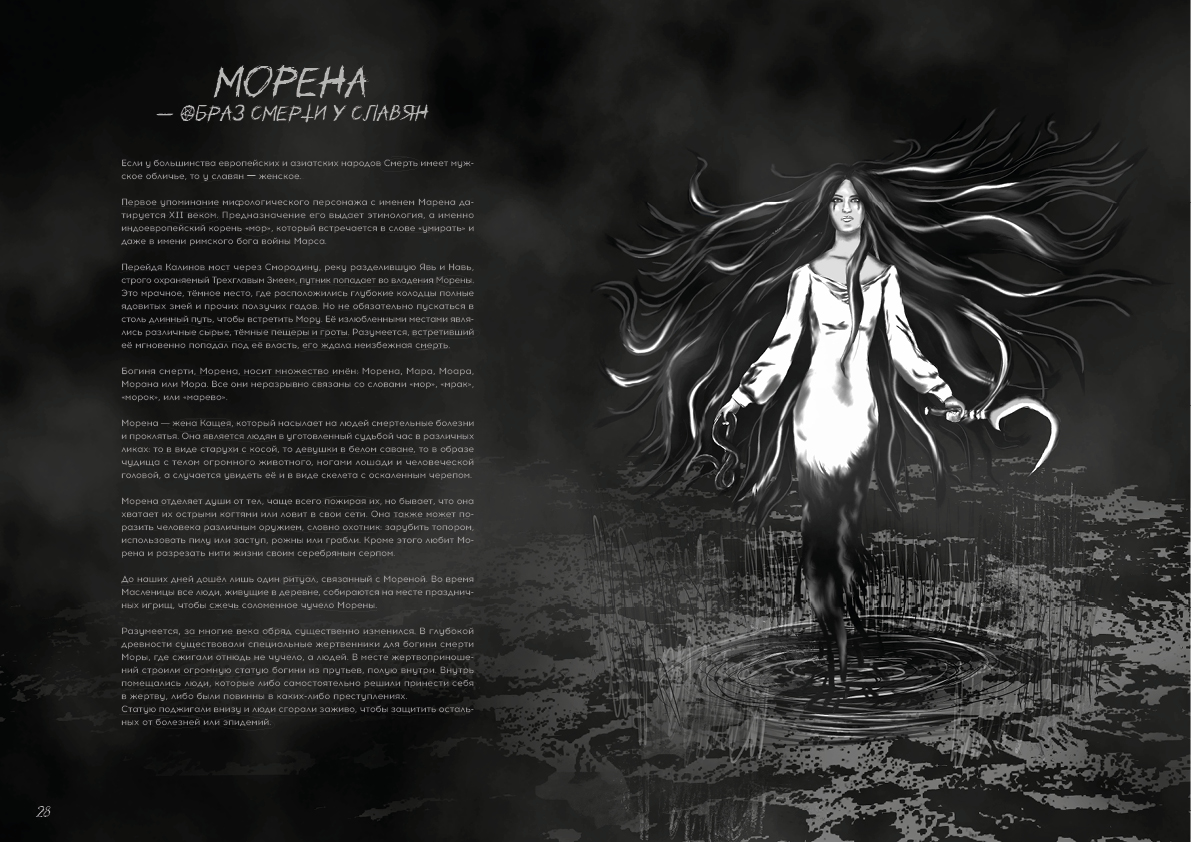 МОРЕНА
— ОБРАЗ СМЕРТИ У СЛАВЯН
Если у большинства европейских и азиатских народов Смерть имеет муж-
ское обличье, то у славян — женское.
Первое упоминание мифологического персонажа с именем Марена да-
тируется XII веком. Предназначение его выдает этимология, а именно
индоевропейский корень «мор», который встречается в слове «умирать» и
даже в имени римского бога войны Марса.
Перейдя Калинов мост через Смородину, реку разделившую Явь и Навь,
строго охраняемый Трехглавым Змеем, путник попадает во владения Морены.
Это мрачное, тёмное место, где расположились глубокие колодцы полные
ядовитых змей и прочих ползучих гадов. Но не обязательно пускаться в
столь длинный путь, чтобы встретить Мору. Её излюбленными местами явля-
лись различные сырые, тёмные пещеры и гроты. Разумеется, встретивший
её мгновенно попадал под её власть, его ждала неизбежная смерть.
Богиня смерти, Морена, носит множество имён: Морена, Мара, Моара,
Морана или Мора. Все они неразрывно связаны со словами «мор», «мрак»,
«морок», или «марево».
Морена — жена Кащея, который насылает на людей смертельные болезни
и проклятья. Она является людям в уготовленный судьбой час в различных
ликах: то в виде старухи с косой, то девушки в белом саване, то в образе
чудища с телом огромного животного, ногами лошади и человеческой
головой, а случается увидеть её и в виде скелета с оскаленным черепом.
Морена отделяет души от тел, чаще всего пожирая их, но бывает, что она
хватает их острыми когтями или ловит в свои сети. Она также может по-
разить человека различным оружием, словно охотник: зарубить топором,
использовать пилу или заступ, рожны или грабли. Кроме этого любит Мо-
рена и разрезать нити жизни своим серебряным серпом.
До наших дней дошёл лишь один ритуал, связанный с Мореной. Во время
Масленицы все люди, живущие в деревне, собираются на месте празднич-
ных игрищ, чтобы сжечь соломенное чучело Морены.
Разумеется, за многие века обряд существенно изменился. В глубокой
древности существовали специальные жертвенники для богини смерти
Моры, где сжигали отнюдь не чучело, а людей. В месте жертвоприноше-
ний строили огромную статую богини из прутьев, полую внутри. Внутрь
помещались люди, которые либо самостоятельно решили принести себя
в жертву, либо были повинны в каких-либо преступлениях.
Статую поджигали внизу и люди сгорали заживо, чтобы защитить осталь-
ных от болезней или эпидемий.
28